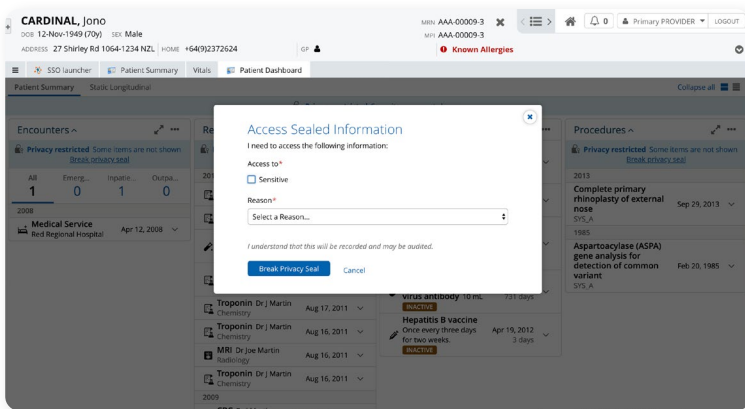 CARDINAL, Jono
DOB 12-Nov-1949 (70y) SEX Male
ADDRESS 27 Shirley Rd 1064-1234 NZL HOME +64(9)2372624 GP
MRN AAA-00009-3
MPI AAA-00009-3
Known Allergies
0 Primary PROVIDER LOGOUT
SSO launcher Patient Summary Vitals Patient Dashboard
Patient Summary Static Longitudinal Collapse all
Encounters
Privacy restricted Some items are not shown
Break privacy seal
All Emerg... Inpatie... Outpa...
1 0 1 0
2008
Medical Service
Red Regional Hospital Apr 12, 2008
Access Sealed Information
I need to access the following information:
Access to*
Sensitive
Reason*
Select a Reason...
I understand that this will be recorded and may be audited.
Break Privacy Seal Cancel
Re
201
Troponin Dr J Martin
Chemistry Aug 17, 2011
Troponin Dr J Martin
Chemistry Aug 16, 2011
MRI Dr Joe Martin
Radiology Aug 16, 2011
Troponin Dr J Martin
Chemistry Aug 16, 2011
2009
virus antibody 10 mL 731 days
INACTIVE
Hepatitis B vaccine
Once every three days for two weeks. Apr 19, 2012
3 days
INACTIVE
Procedures
Privacy restricted Some items are not shown
Break privacy seal
2013
Complete primary
rhinoplasty of external
nose Sep 29, 2013
SYS_A
1985
Aspartoacylase (ASPA)
gene analysis for
detection of common
variant Feb 20, 1985
SYS_A